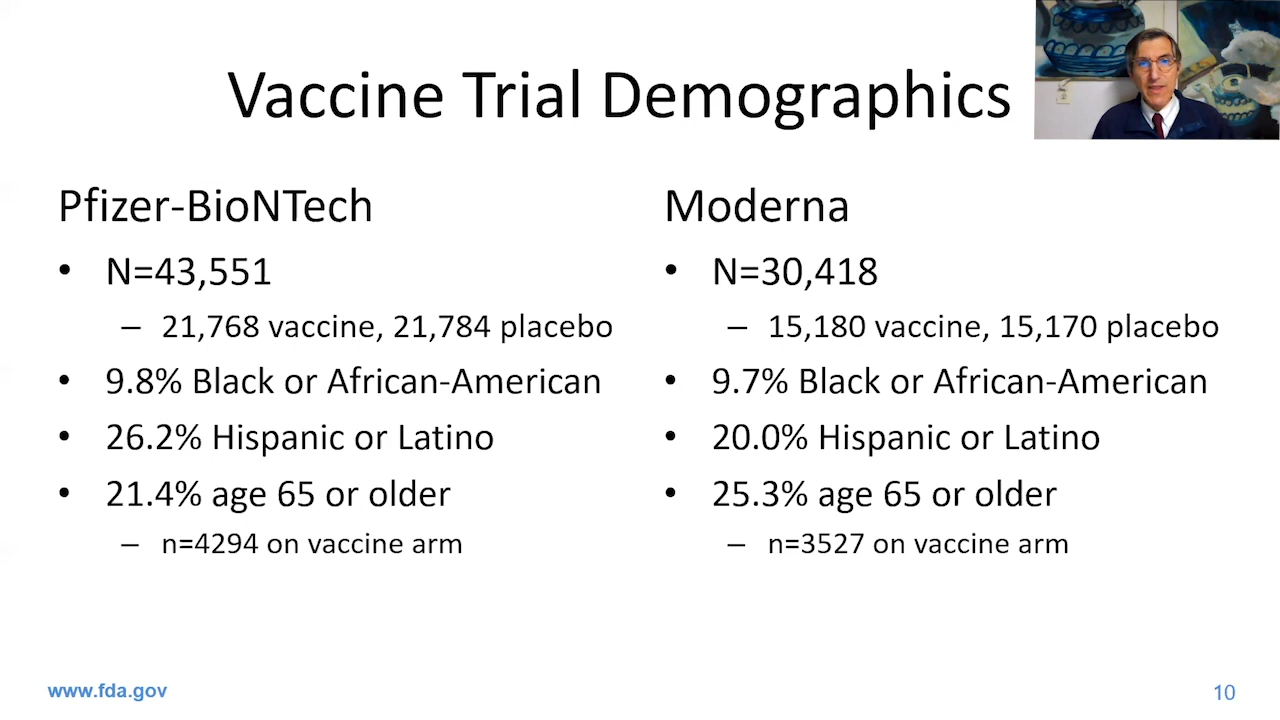 Vaccine Trial Demographics
Pfizer-BioNTech
• N=43,551
– 21,768 vaccine, 21,784 placebo
• 9.8% Black or African-American
• 26.2% Hispanic or Latino
• 21.4% age 65 or older
– n=4294 on vaccine arm
Moderna
• N=30,418
– 15,180 vaccine, 15,170 placebo
• 9.7% Black or African-American
• 20.0% Hispanic or Latino
• 25.3% age 65 or older
– n=3527 on vaccine arm
www.fda.gov
10